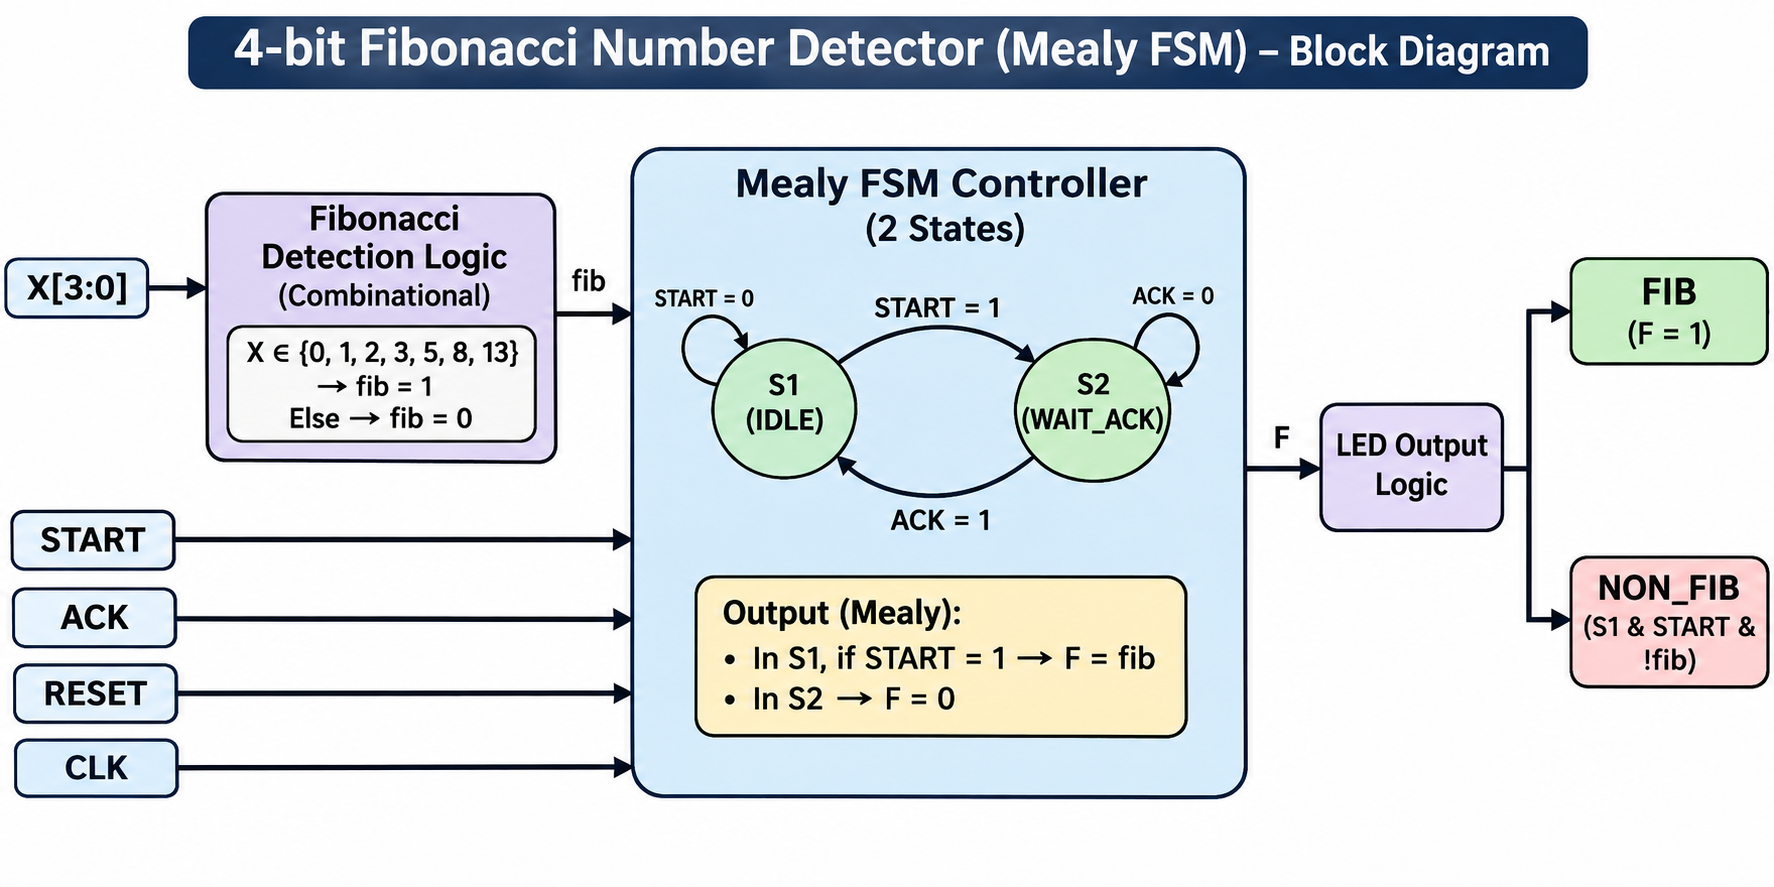 4-bit Fibonacci Number Detector (Mealy FSM) – Block Diagram
X[3:0]
Fibonacci
Detection Logic
(Combinational)
X ∈ {0, 1, 2, 3, 5, 8, 13}
→ fib = 1
Else → fib = 0
fib
START
ACK
RESET
CLK
Mealy FSM Controller
(2 States)
START = 0
START = 1
ACK = 0
S1
(IDLE)
S2
(WAIT_ACK)
ACK = 1
Output (Mealy):
• In S1, if START = 1 → F = fib
• In S2 → F = 0
F
LED Output
Logic
FIB
(F = 1)
NON_FIB
(S1 & START &
!fib)